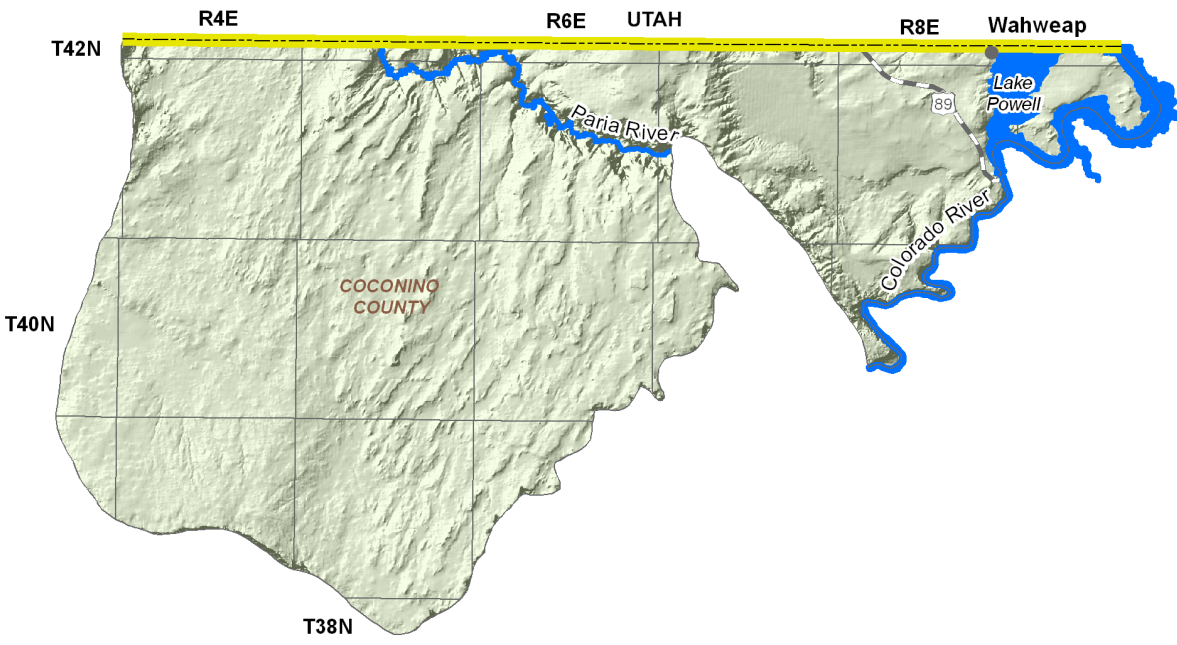 R4E
R6E
UTAH
R8E
Wahweap
T42N
Lake
Powell
89
Paria River
Colorado River
COCONINO
COUNTY
T40N
T38N